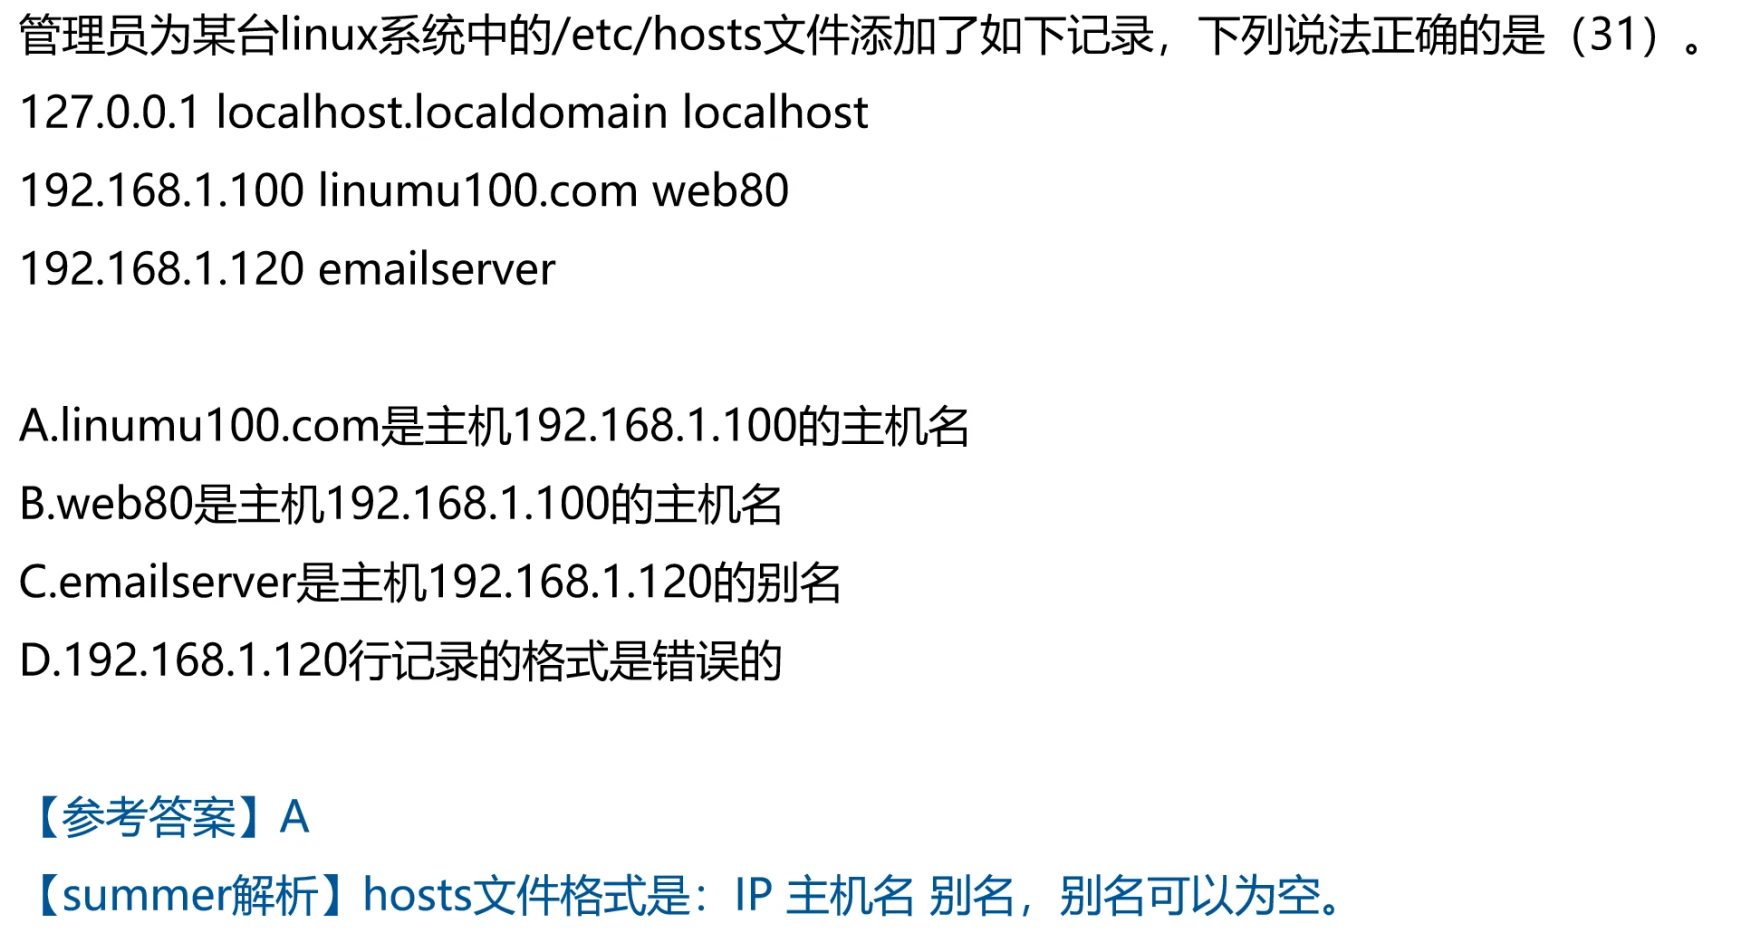 管理员为某台linux系统中的/etc/hosts文件添加了如下记录，下列说法正确的是（31）。
127.0.0.1 localhost.localdomain localhost
192.168.1.100 linumu100.com web80
192.168.1.120 emailserver
A.linumu100.com是主机192.168.1.100的主机名
B.web80是主机192.168.1.100的主机名
C.emailserver是主机192.168.1.120的别名
D.192.168.1.120行记录的格式是错误的
【参考答案】A
【summer解析】hosts文件格式是：IP 主机名 别名，别名可以为空。